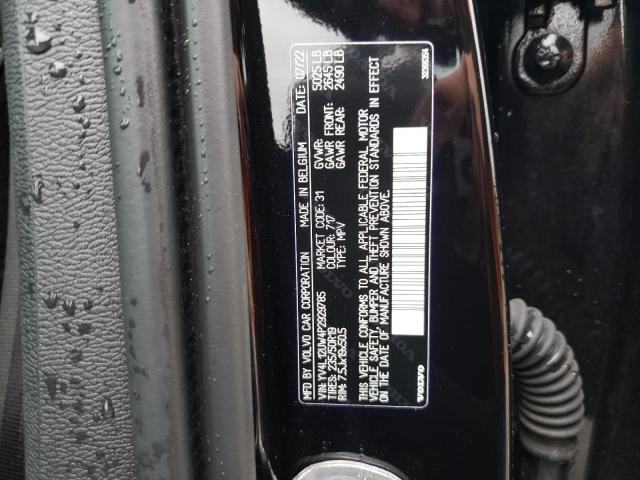 MFD BY VOLVO CAR CORPORATION MADE IN BELGIUM DATE: 07/22
VIN: YV4L12UW4P2929785 GVWR: 5025 LB
TIRES: 235/50R19 MARKET CODE: 31 GAWR FRONT: 2645 LB
RIM: 7.5Jx19x50.5 COLOUR: 717 GAWR REAR: 2490 LB
TYPE: MPV
THIS VEHICLE CONFORMS TO ALL APPLICABLE FEDERAL MOTOR
VEHICLE SAFETY, BUMPER AND THEFT PREVENTION STANDARDS IN EFFECT
ON THE DATE OF MANUFACTURE SHOWN ABOVE.
VOLVO